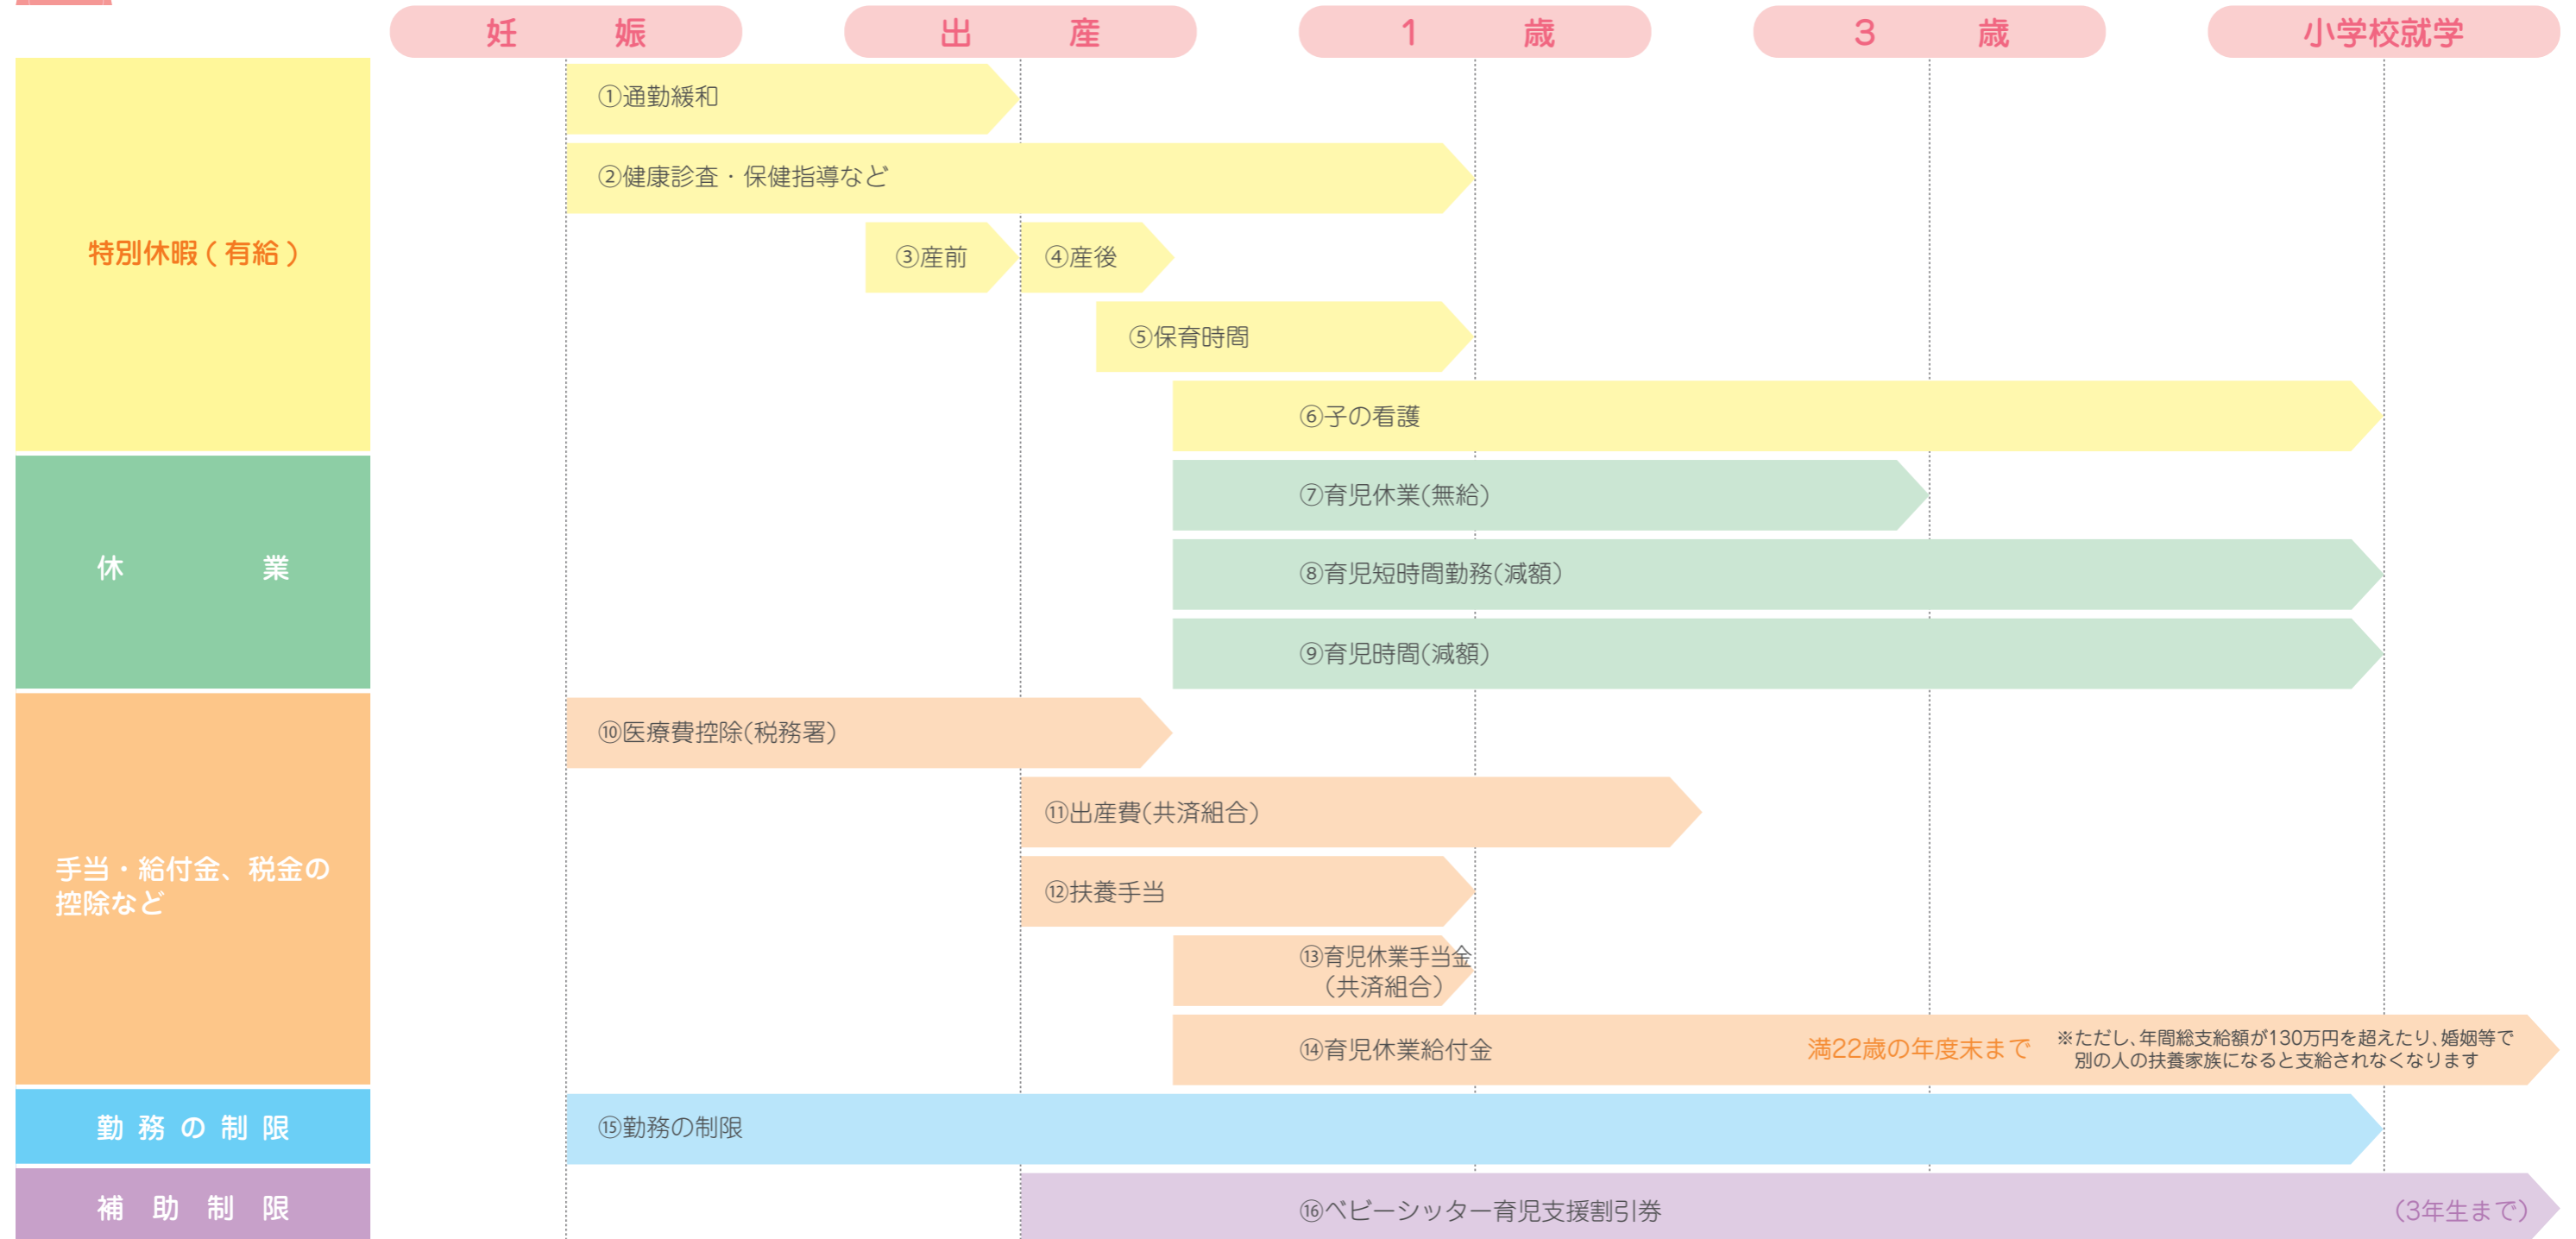 妊娠
出産
1歳
3歳
小学校就学
特別休暇(有給)
①通勤緩和
②健康診査・保健指導など
③産前
④産後
⑤保育時間
⑥子の看護
休業
⑦育児休業(無給)
⑧育児短時間勤務(減額)
⑨育児時間(減額)
手当・給付金、税金の
控除など
⑩医療費控除(税務署)
⑪出産費(共済組合)
⑫扶養手当
⑬育児休業手当金
(共済組合)
⑭育児休業給付金
満22歳の年度末まで
※ただし、年間総支給額が130万円を超えたり、婚姻等で
別の人の扶養家族になると支給されなくなります
勤務の制限
⑮勤務の制限
補助制限
⑯ベビーシッター育児支援割引券
(3年生まで)